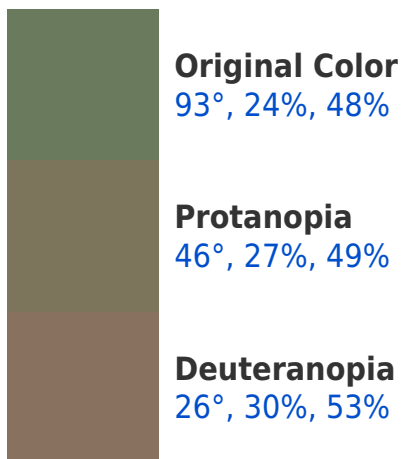 Original Color
93°, 24%, 48%
Protanopia
46°, 27%, 49%
Deuteranopia
26°, 30%, 53%